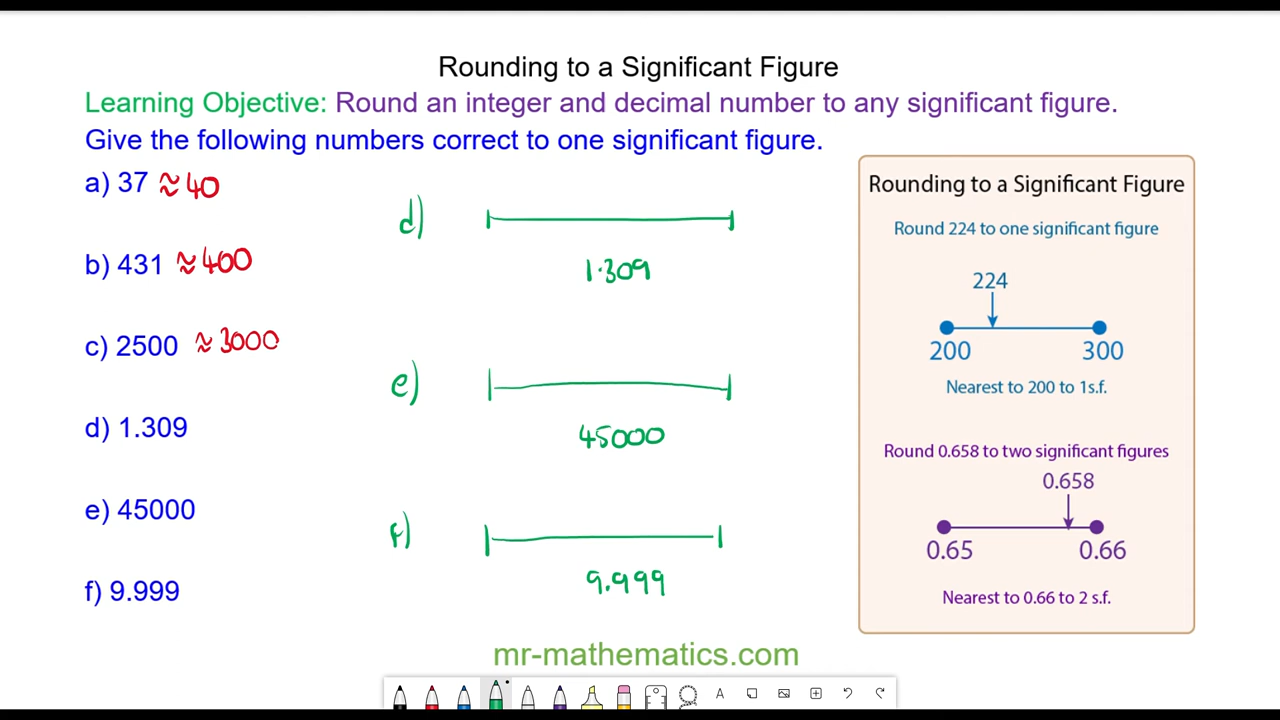 Rounding to a Significant Figure
Learning Objective: Round an integer and decimal number to any significant figure.
Give the following numbers correct to one significant figure.
a) 37 ≈40
b) 431 ≈400
c) 2500 ≈3000
d) 1.309
e) 45000
f) 9.999
d)
1.309
e)
45000
f)
9.999
Rounding to a Significant Figure
Round 224 to one significant figure
224
200 300
Nearest to 200 to 1s.f.
Round 0.658 to two significant figures
0.658
0.65 0.66
Nearest to 0.66 to 2 s.f.
mr-mathematics.com
A